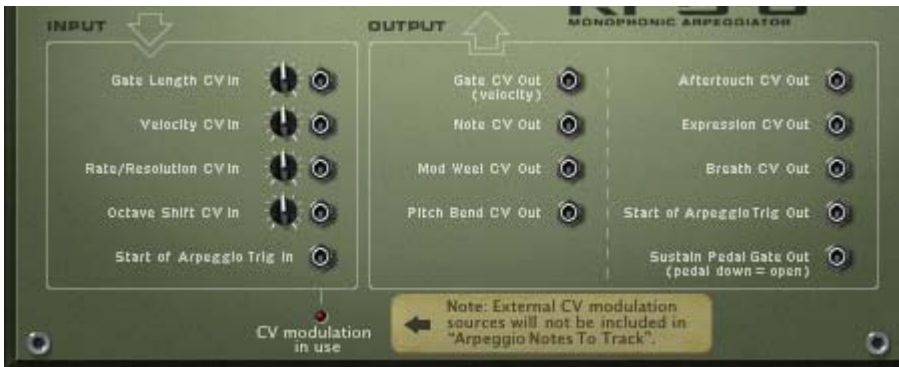 INPUT
OUTPUT
MONOPHONIC ARPEGGIATOR
Gate Length CV In
Velocity CV In
Rate/Resolution CV In
Octave Shift CV In
Start of Arpeggio Trig In
Gate CV Out
(velocity)
Note CV Out
Mod Weel CV Out
Pitch Bend CV Out
Aftertouch CV Out
Expression CV Out
Breath CV Out
Start of Arpeggio Trig Out
Sustain Pedal Gate Out
(pedal down = open)
CV modulation
in use
Note: External CV modulation
sources will not be included in
"Arpeggio Notes To Track".